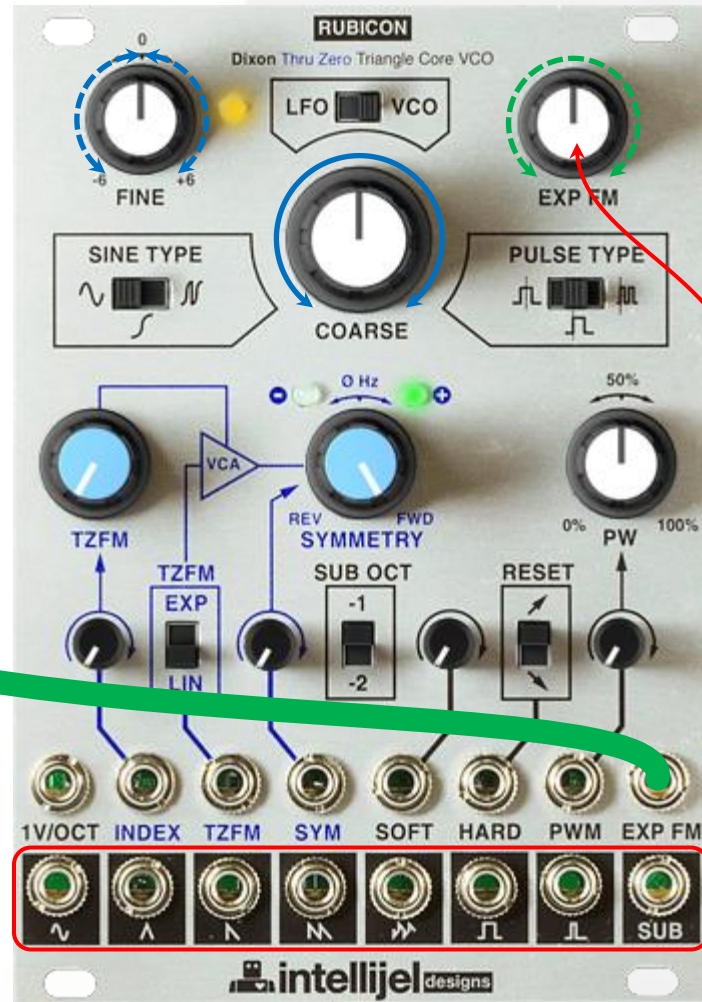 RUBICON
Dixon Thru Zero Triangle Core VCO
0
-6
+6
FINE
LFO
VCO
EXP FM
SINE TYPE
PULSE TYPE
COARSE
Ø Hz
50%
VCA
REV
FWD
0%
100%
TZFM
SYMMETRY
PW
TZFM
SUB OCT
RESET
EXP
-1
LIN
-2
1V/OCT INDEX TZFM SYM SOFT HARD PWM EXP FM
SUB
intellijel designs